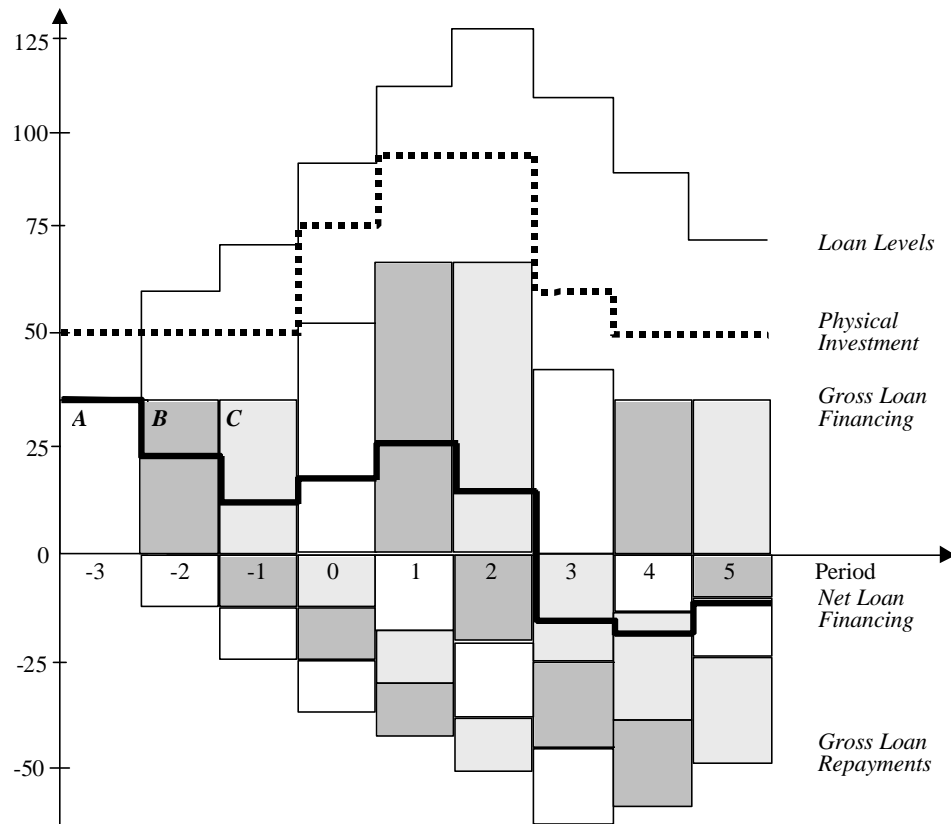 125
100
75
Loan Levels
50
Physical
Investment
A B C
Gross Loan
Financing
25
0
-3 -2 -1 0 1 2 3 4 5 Period
Net Loan
Financing
-25
Gross Loan
Repayments
-50